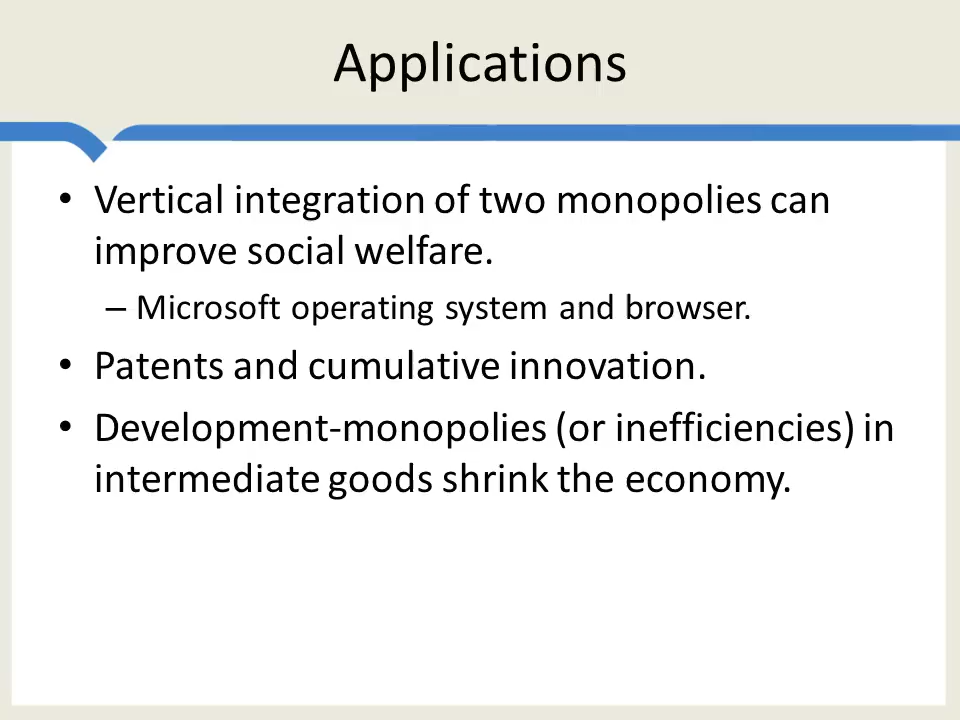 Applications
• Vertical integration of two monopolies can
improve social welfare.
– Microsoft operating system and browser.
• Patents and cumulative innovation.
• Development-monopolies (or inefficiencies) in
intermediate goods shrink the economy.